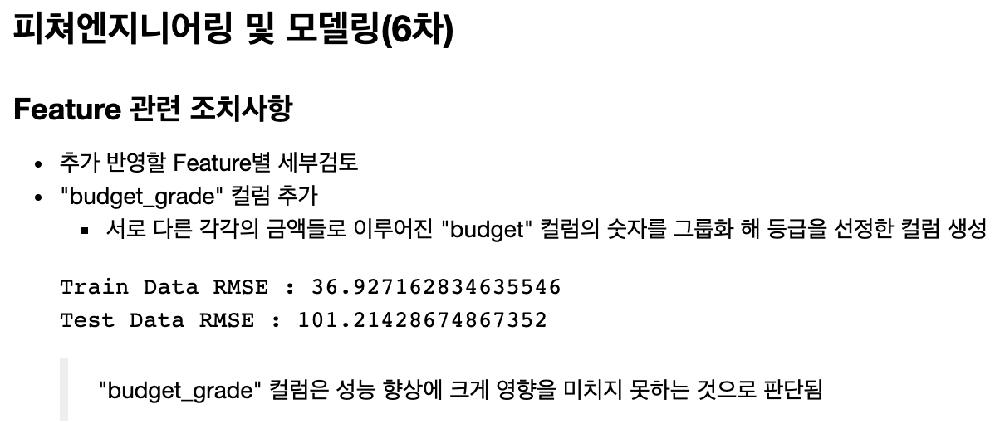 피쳐엔지니어링 및 모델링(6차)
Feature 관련 조치사항
추가 반영할 Feature별 세부검토
"budget_grade" 컬럼 추가
서로 다른 각각의 금액들로 이루어진 "budget" 컬럼의 숫자를 그룹화 해 등급을 선정한 컬럼 생성
Train Data RMSE : 36.927162834635546
Test Data RMSE : 101.21428674867352
"budget_grade" 컬럼은 성능 향상에 크게 영향을 미치지 못하는 것으로 판단됨